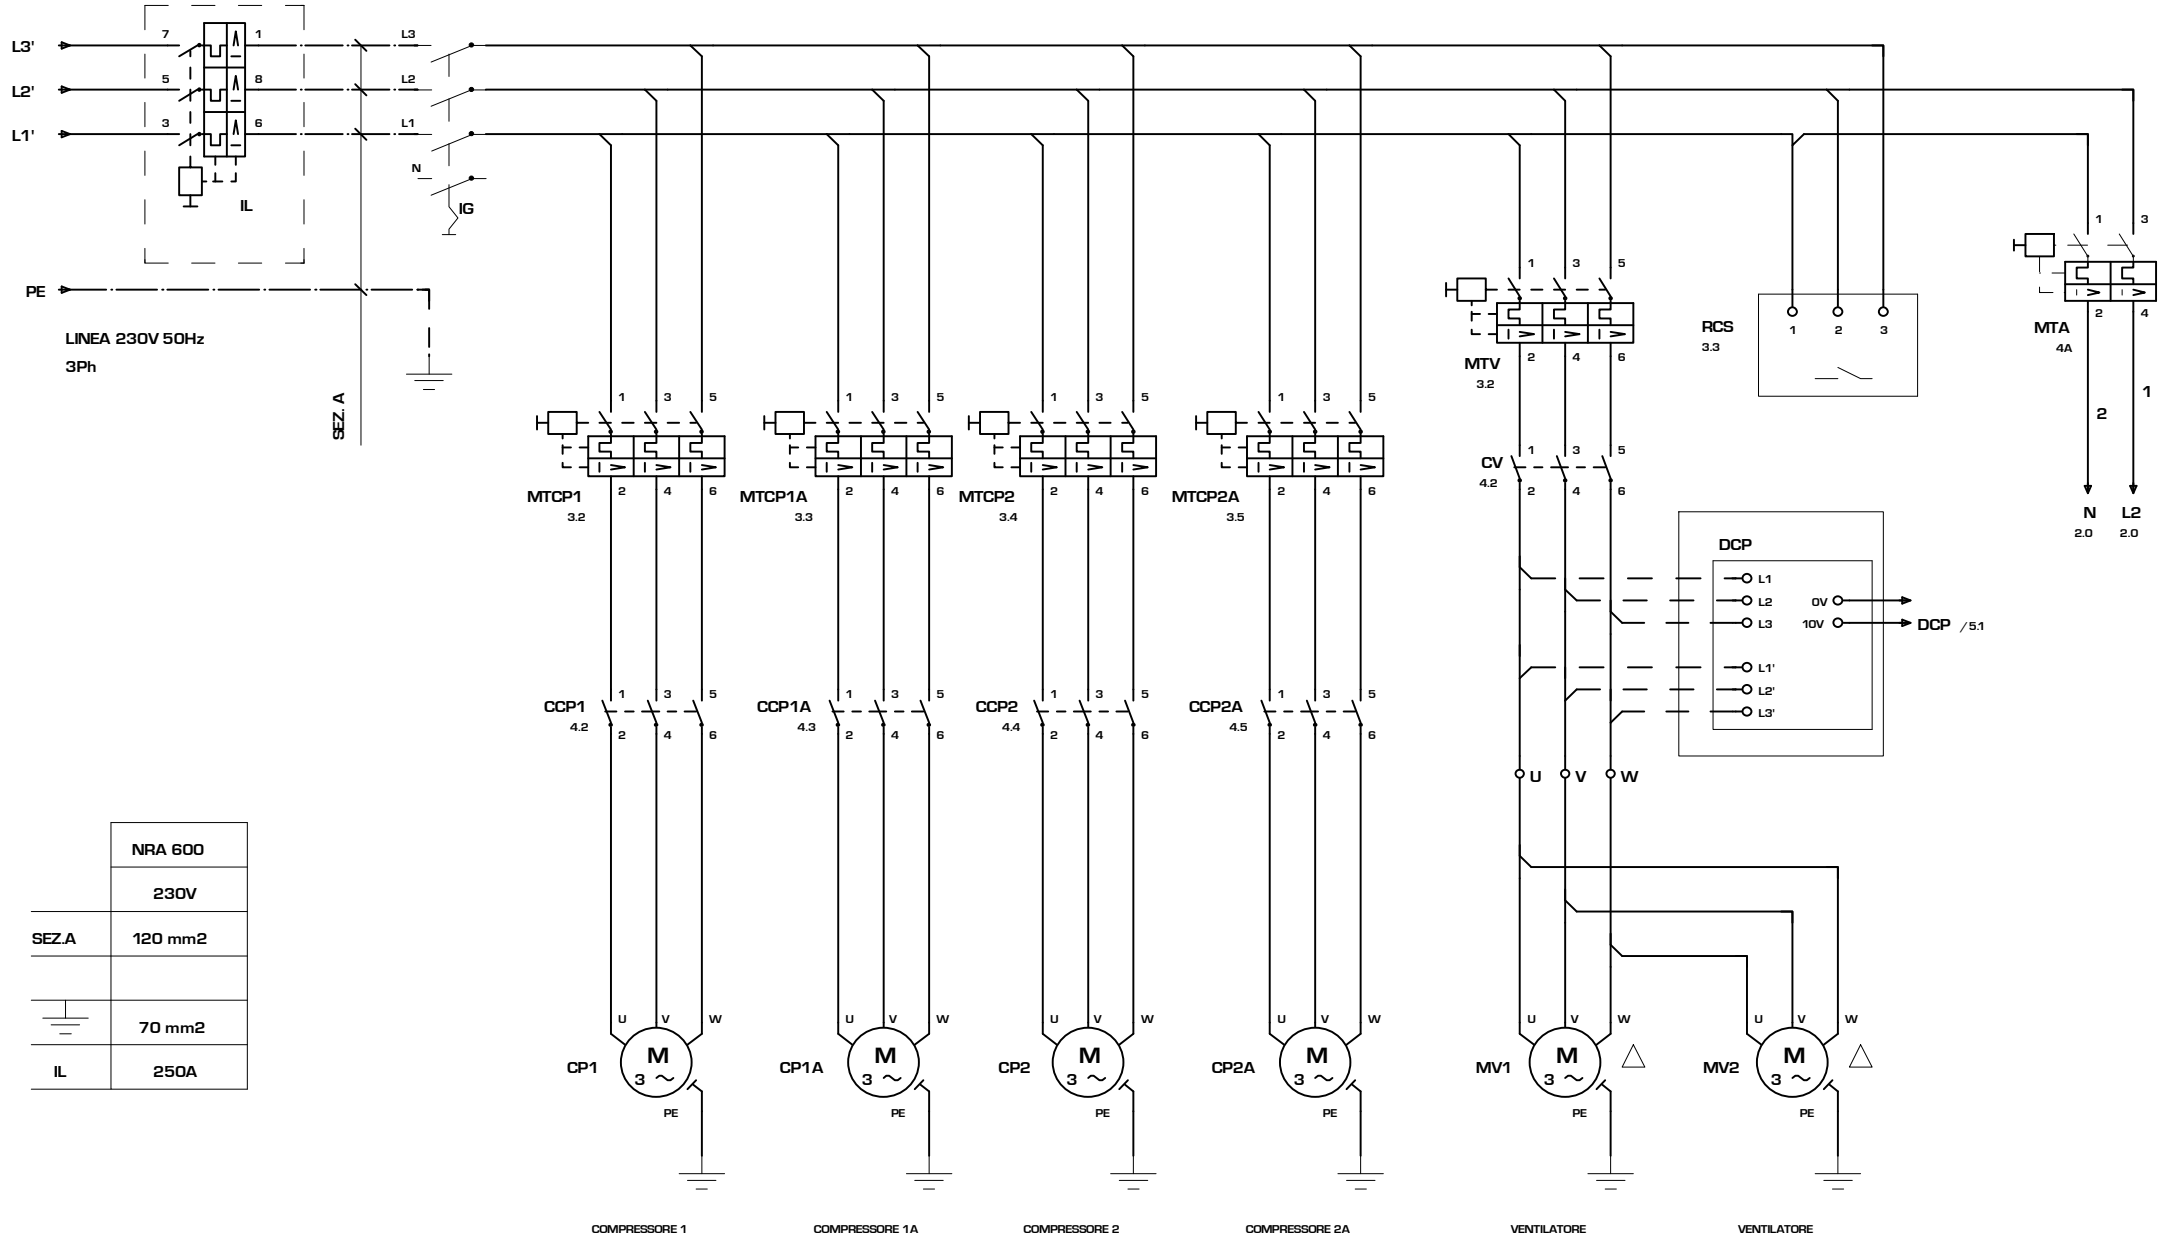 L3' 7 1 L3
L2' 5 8 L2
L1' 3 6 L1
N
IL IG
PE
LINEA 230V 50Hz
3Ph
SEZ. A
1 3
MTA
4A
2 4
2 1
N L2
2.0 2.0
1 3 5
MTV
3.2
2 4 6
RCS
3.3
1 2 3
1 3 5
MTCP1
3.2
2 4 6
1 3 5
MTCP1A
3.3
2 4 6
1 3 5
MTCP2
3.4
2 4 6
1 3 5
MTCP2A
3.5
2 4 6
1 3 5
CV
4.2
2 4 6
DCP
L1
L2 0V
L3 10V
DCP / 5.1
L1'
L2'
L3'
1 3 5
CCP1
4.2
2 4 6
1 3 5
CCP1A
4.3
2 4 6
1 3 5
CCP2
4.4
2 4 6
1 3 5
CCP2A
4.5
2 4 6
U V W
NRA 600
230V
SEZ.A 120 mm2
70 mm2
IL 250A
U V W
CP1 M
3 ~
PE
U V W
CP1A M
3 ~
PE
U V W
CP2 M
3 ~
PE
U V W
CP2A M
3 ~
PE
U V W
MV1 M
3 ~
PE
U V W
MV2 M
3 ~
PE
COMPRESSORE 1 COMPRESSORE 1A COMPRESSORE 2 COMPRESSORE 2A VENTILATORE VENTILATORE